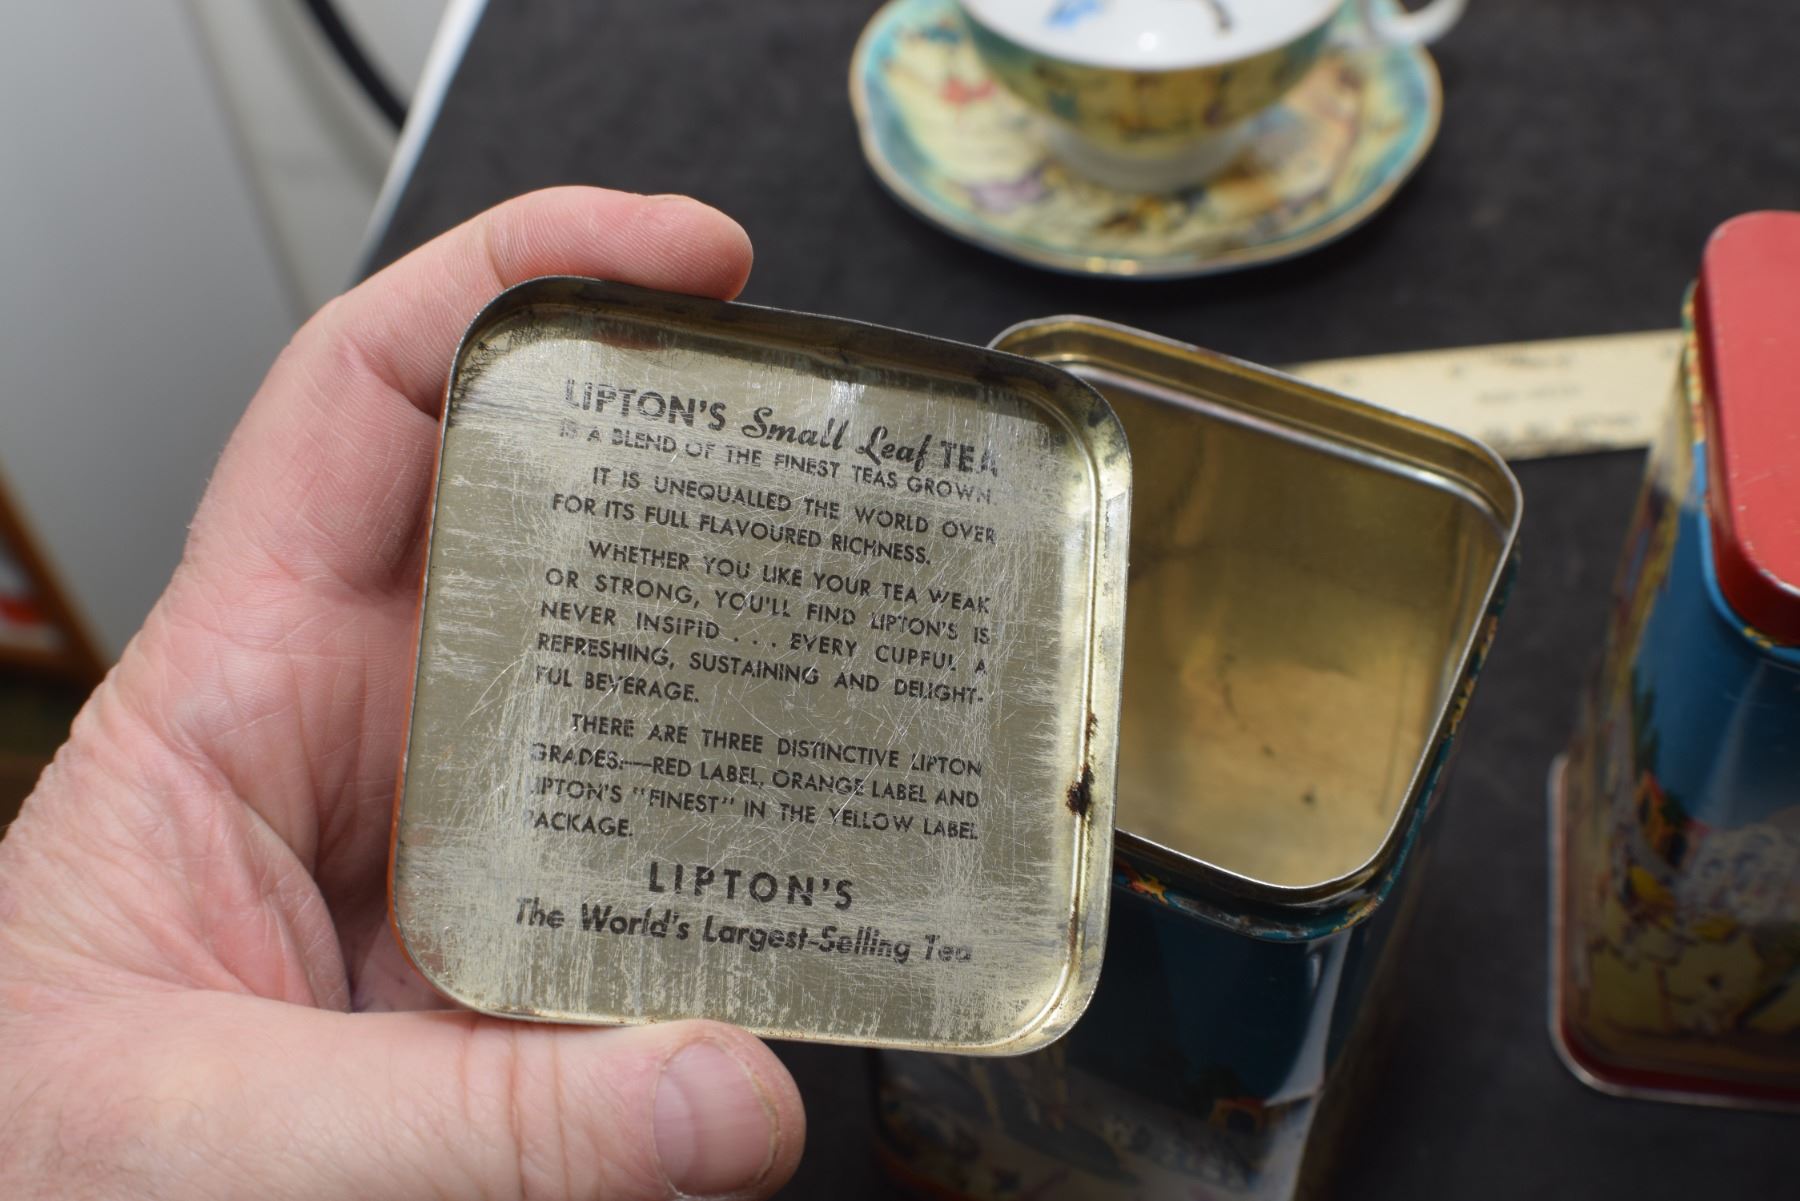 LIPTON'S Small Leaf TEA
IS A BLEND OF THE FINEST TEAS GROWN.
IT IS UNEQUALLED THE WORLD OVER
FOR ITS FULL FLAVOURED RICHNESS.
WHETHER YOU LIKE YOUR TEA WEAK
OR STRONG, YOU'LL FIND LIPTON'S IS
NEVER INSIPID . . . EVERY CUPFUL A
REFRESHING, SUSTAINING AND DELIGHT-
FUL BEVERAGE.
THERE ARE THREE DISTINCTIVE LIPTON
GRADES:—RED LABEL, ORANGE LABEL AND
LIPTON'S "FINEST" IN THE YELLOW LABEL
PACKAGE.
LIPTON'S
The World's Largest-Selling Tea